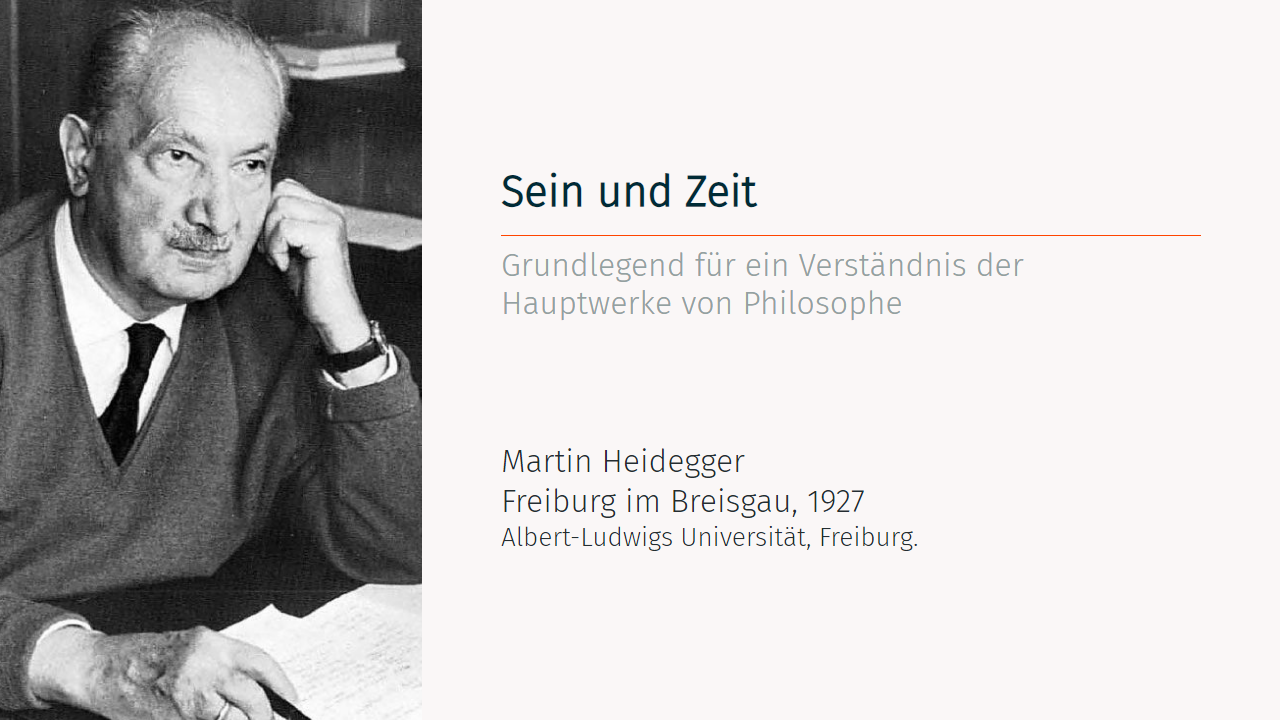 Sein und Zeit
Grundlegend für ein Verständnis der
Hauptwerke von Philosophe
Martin Heidegger
Freiburg im Breisgau, 1927
Albert-Ludwigs Universität, Freiburg.